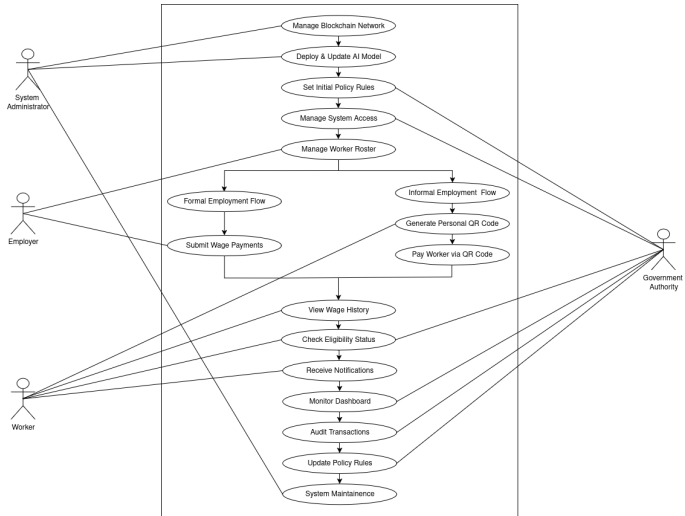 Manage Blockchain Network
Deploy & Update AI Model
Set Initial Policy Rules
System
Administrator
Manage System Access
Manage Worker Roster
Formal Employment Flow
Informal Employment Flow
Generate Personal QR Code
Employer
Submit Wage Payments
Pay Worker via QR Code
Government
Authority
View Wage History
Check Eligibility Status
Receive Notifications
Monitor Dashboard
Worker
Audit Transactions
Update Policy Rules
System Maintainence